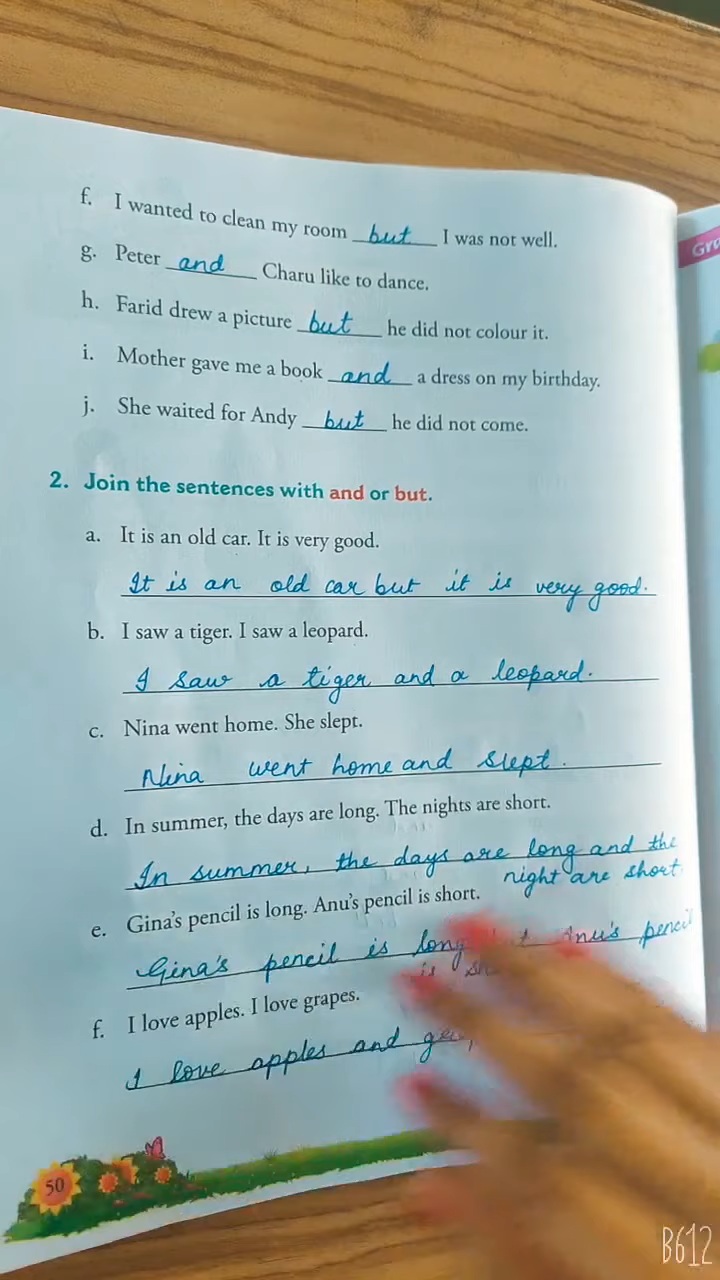 f. I wanted to clean my room but I was not well.
g. Peter and Charu like to dance.
h. Farid drew a picture but he did not colour it.
i. Mother gave me a book and a dress on my birthday.
j. She waited for Andy but he did not come.
2. Join the sentences with and or but.
a. It is an old car. It is very good.
It is an old car but it is very good.
b. I saw a tiger. I saw a leopard.
I saw a tiger and a leopard.
c. Nina went home. She slept.
Nina went home and slept.
d. In summer, the days are long. The nights are short.
In summer, the days are long and the
night are short
e. Gina's pencil is long. Anu's pencil is short.
Gina's pencil is long Anu's pencil
is
f. I love apples. I love grapes.
I love apples and
50
B612